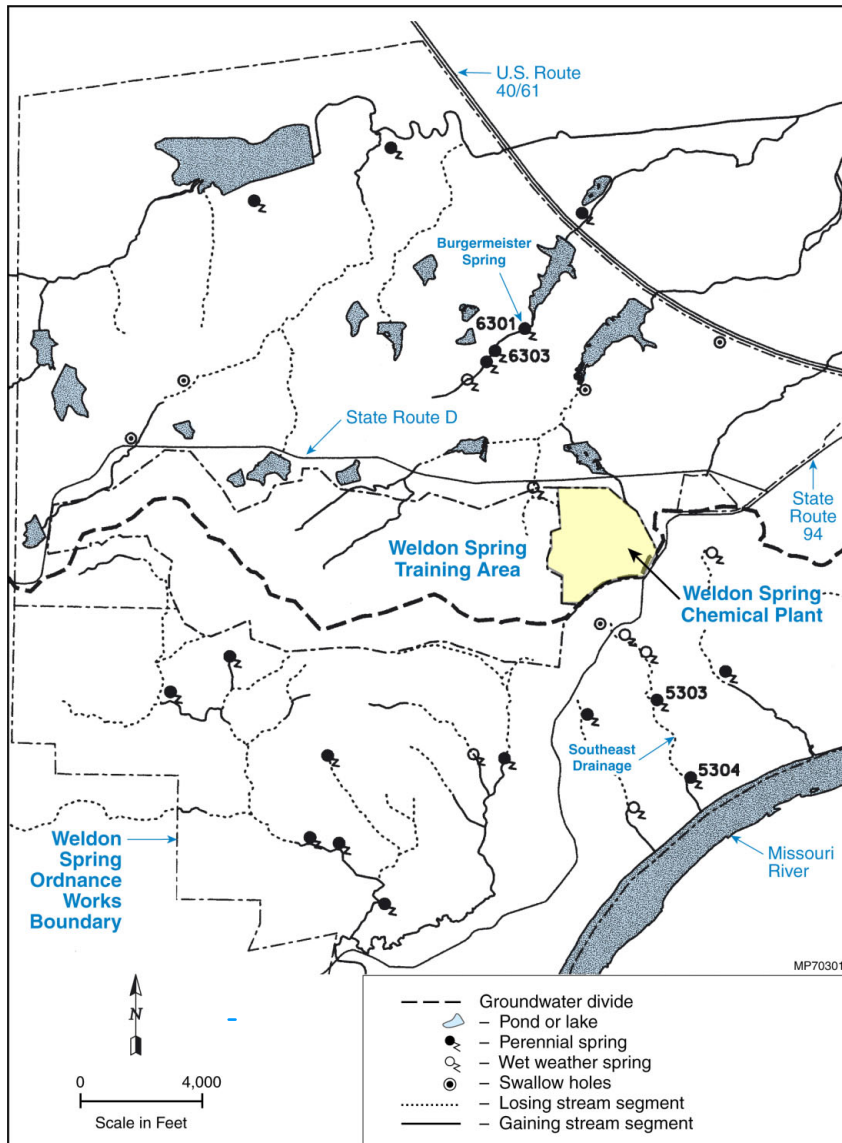 U.S. Route
40/61
Burgermeister
Spring
6301
6303
State Route D
State
Route
94
Weldon Spring
Training Area
Weldon Spring
Chemical Plant
5303
Southeast
Drainage
5304
Weldon
Spring
Ordnance
Works
Boundary
Missouri
River
MP70301
N
0 4,000
Scale in Feet
Groundwater divide
– Pond or lake
– Perennial spring
– Wet weather spring
– Swallow holes
– Losing stream segment
– Gaining stream segment